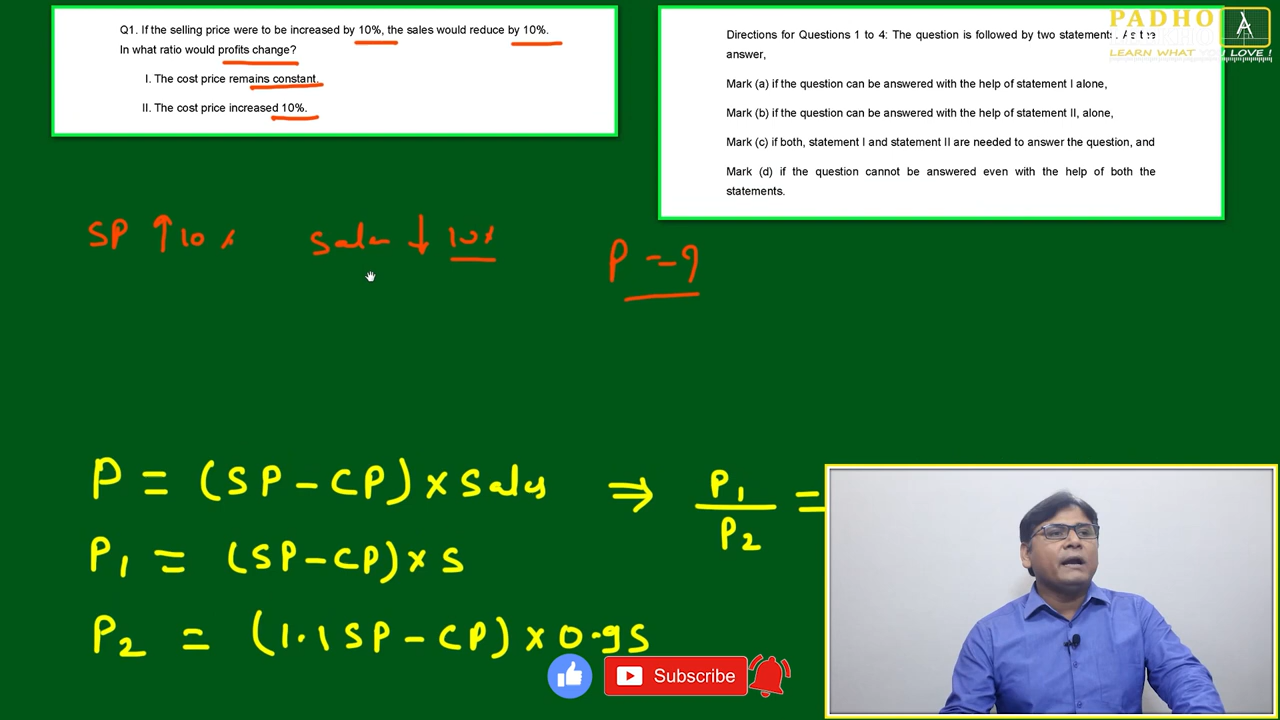 Q1. If the selling price were to be increased by 10%, the sales would reduce by 10%.
In what ratio would profits change?
I. The cost price remains constant.
II. The cost price increased 10%.
Directions for Questions 1 to 4: The question is followed by two statements. As the
answer,
Mark (a) if the question can be answered with the help of statement I alone,
Mark (b) if the question can be answered with the help of statement II, alone,
Mark (c) if both, statement I and statement II are needed to answer the question, and
Mark (d) if the question cannot be answered even with the help of both the
statements.
PADHO
LEARN WHAT YOU LOVE !
SP ↑ 10 %
Sales ↓ 10%
P = ?
P = (SP - CP) × Sales ⇒ P1/P2 =
P1 = (SP - CP) × S
P2 = (1.1 SP - CP) × 0.9S
Subscribe